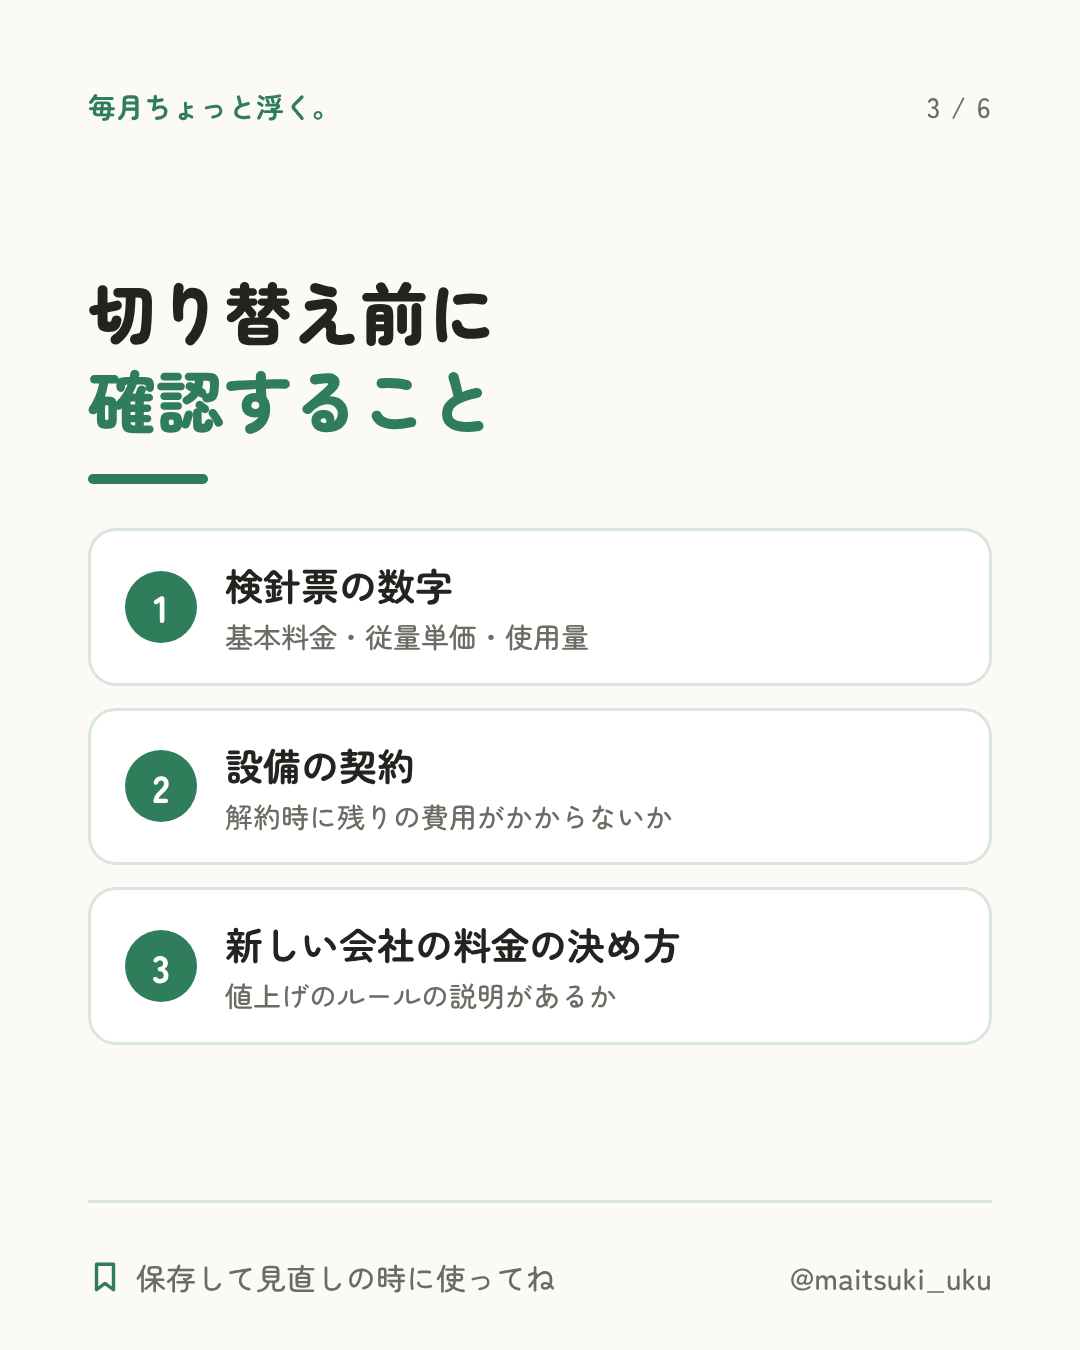 毎月ちょっと浮く。
3 / 6
切り替え前に
確認すること
1
検針票の数字
基本料金・従量単価・使用量
2
設備の契約
解約時に残りの費用がかからないか
3
新しい会社の料金の決め方
値上げのルールの説明があるか
保存して見直しの時に使ってね
@maitsuki_uku